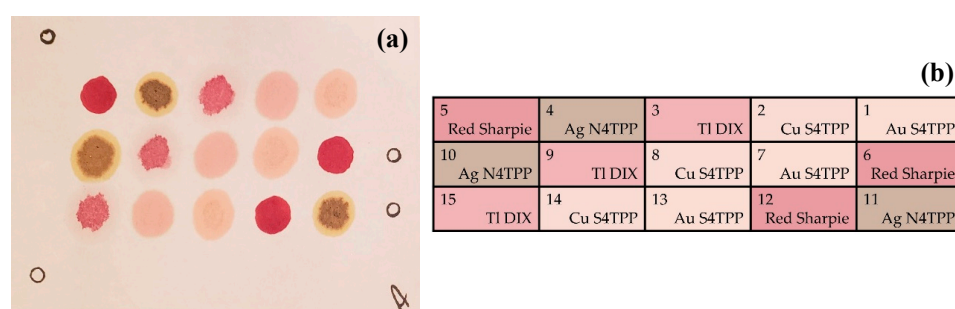 (a)
(b)
5 4 3 2 1
Red Sharpie Ag N4TPP Tl DIX Cu S4TPP Au S4TPP
10 9 8 7 6
Ag N4TPP Tl DIX Cu S4TPP Au S4TPP Red Sharpie
15 14 13 12 11
Tl DIX Cu S4TPP Au S4TPP Red Sharpie Ag N4TPP